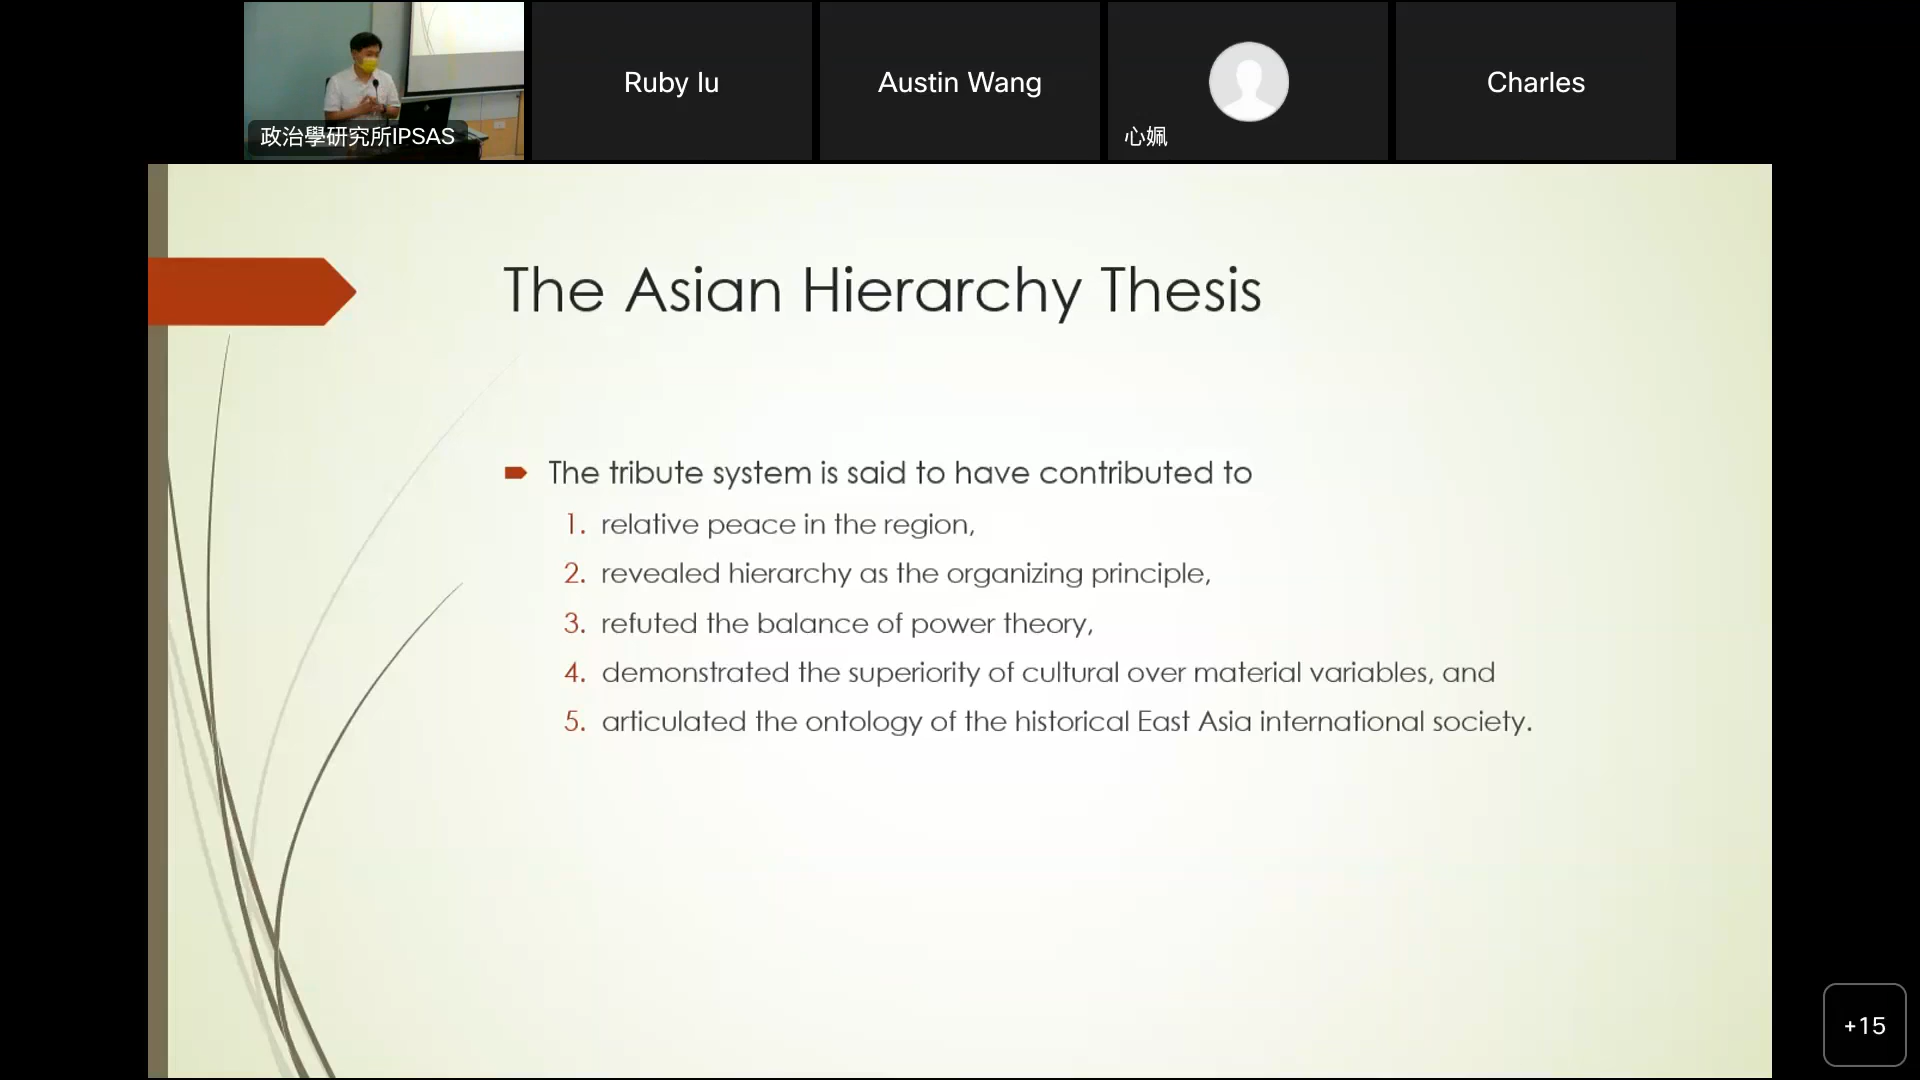 政治學研究所IPSAS
Ruby lu
Austin Wang
心姵
Charles
The Asian Hierarchy Thesis
The tribute system is said to have contributed to
1. relative peace in the region,
2. revealed hierarchy as the organizing principle,
3. refuted the balance of power theory,
4. demonstrated the superiority of cultural over material variables, and
5. articulated the ontology of the historical East Asia international society.
+15